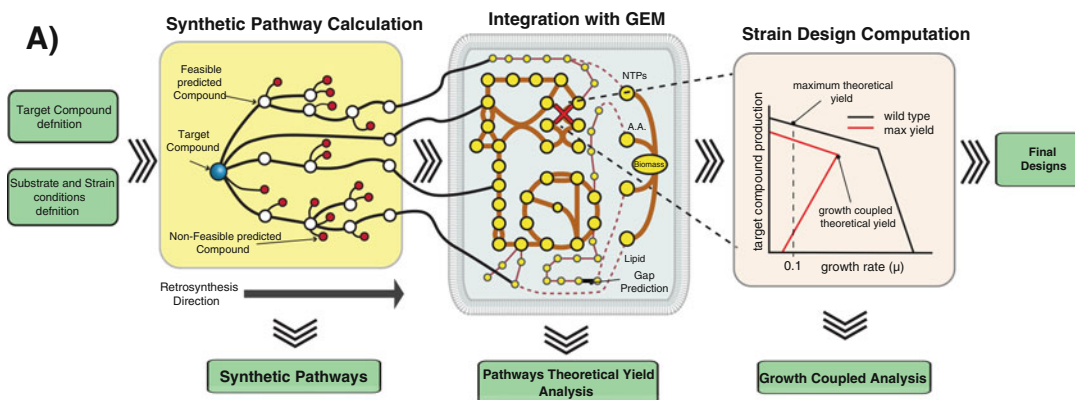 A)
Synthetic Pathway Calculation
Integration with GEM
Strain Design Computation
Target Compound
defnition
Substrate and Strain
conditions
defnition
Feasible
predicted
Compound
Target
Compound
Non-Feasible predicted
Compound
Retrosynthesis
Direction
NTPs
A.A.
Biomass
Lipid
Gap
Prediction
maximum theoretical
yield
wild type
max yield
target compound production
growth coupled
theoretical yield
0.1
growth rate (μ)
Final
Designs
Synthetic Pathways
Pathways Theoretical Yield
Analysis
Growth Coupled Analysis